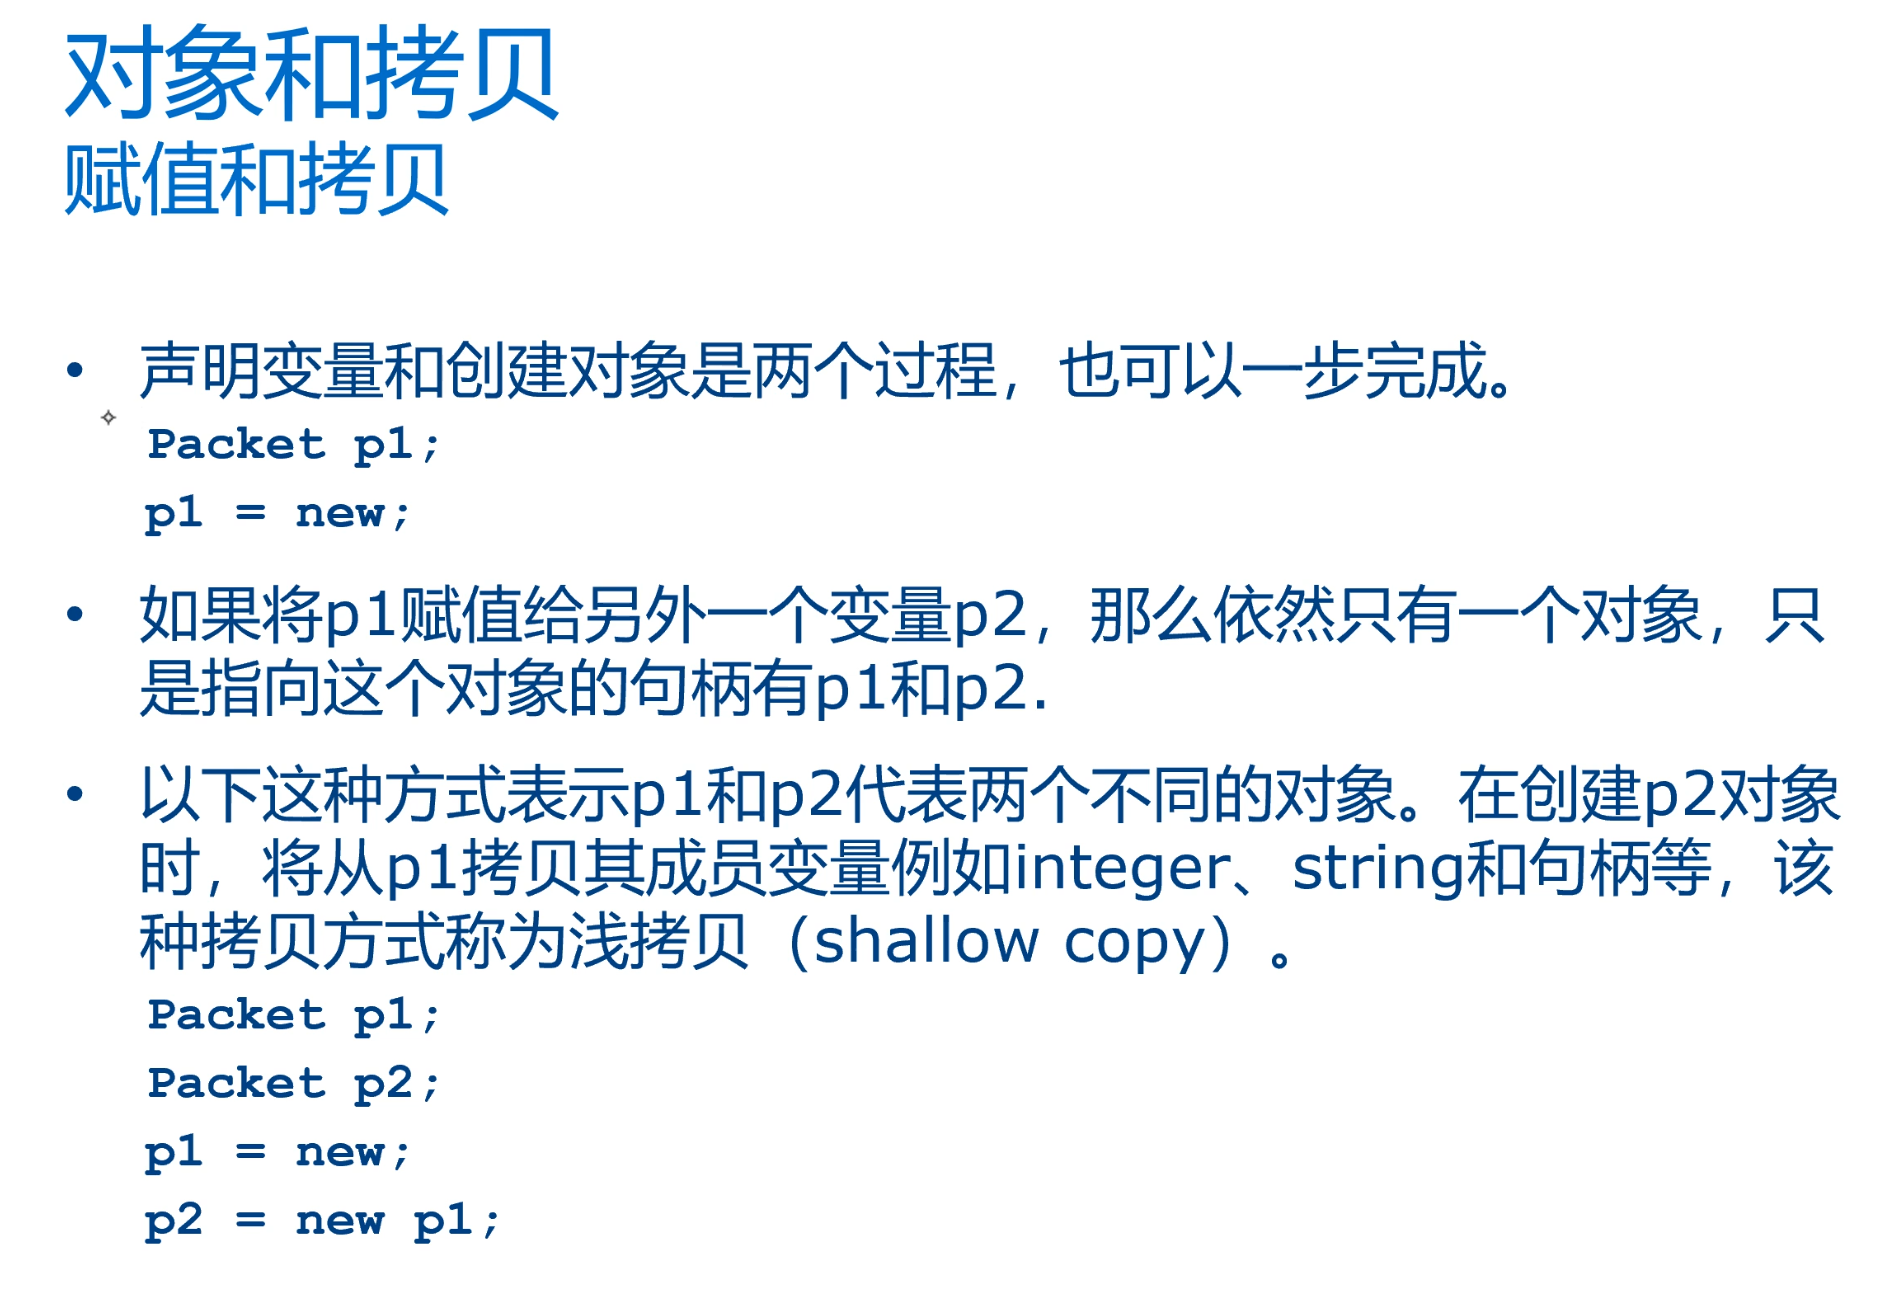 对象和拷贝
赋值和拷贝
• 声明变量和创建对象是两个过程，也可以一步完成。
Packet p1;
p1 = new;
• 如果将p1赋值给另外一个变量p2，那么依然只有一个对象，只
是指向这个对象的句柄有p1和p2.
• 以下这种方式表示p1和p2代表两个不同的对象。在创建p2对象
时，将从p1拷贝其成员变量例如integer、string和句柄等，该
种拷贝方式称为浅拷贝（shallow copy）。
Packet p1;
Packet p2;
p1 = new;
p2 = new p1;